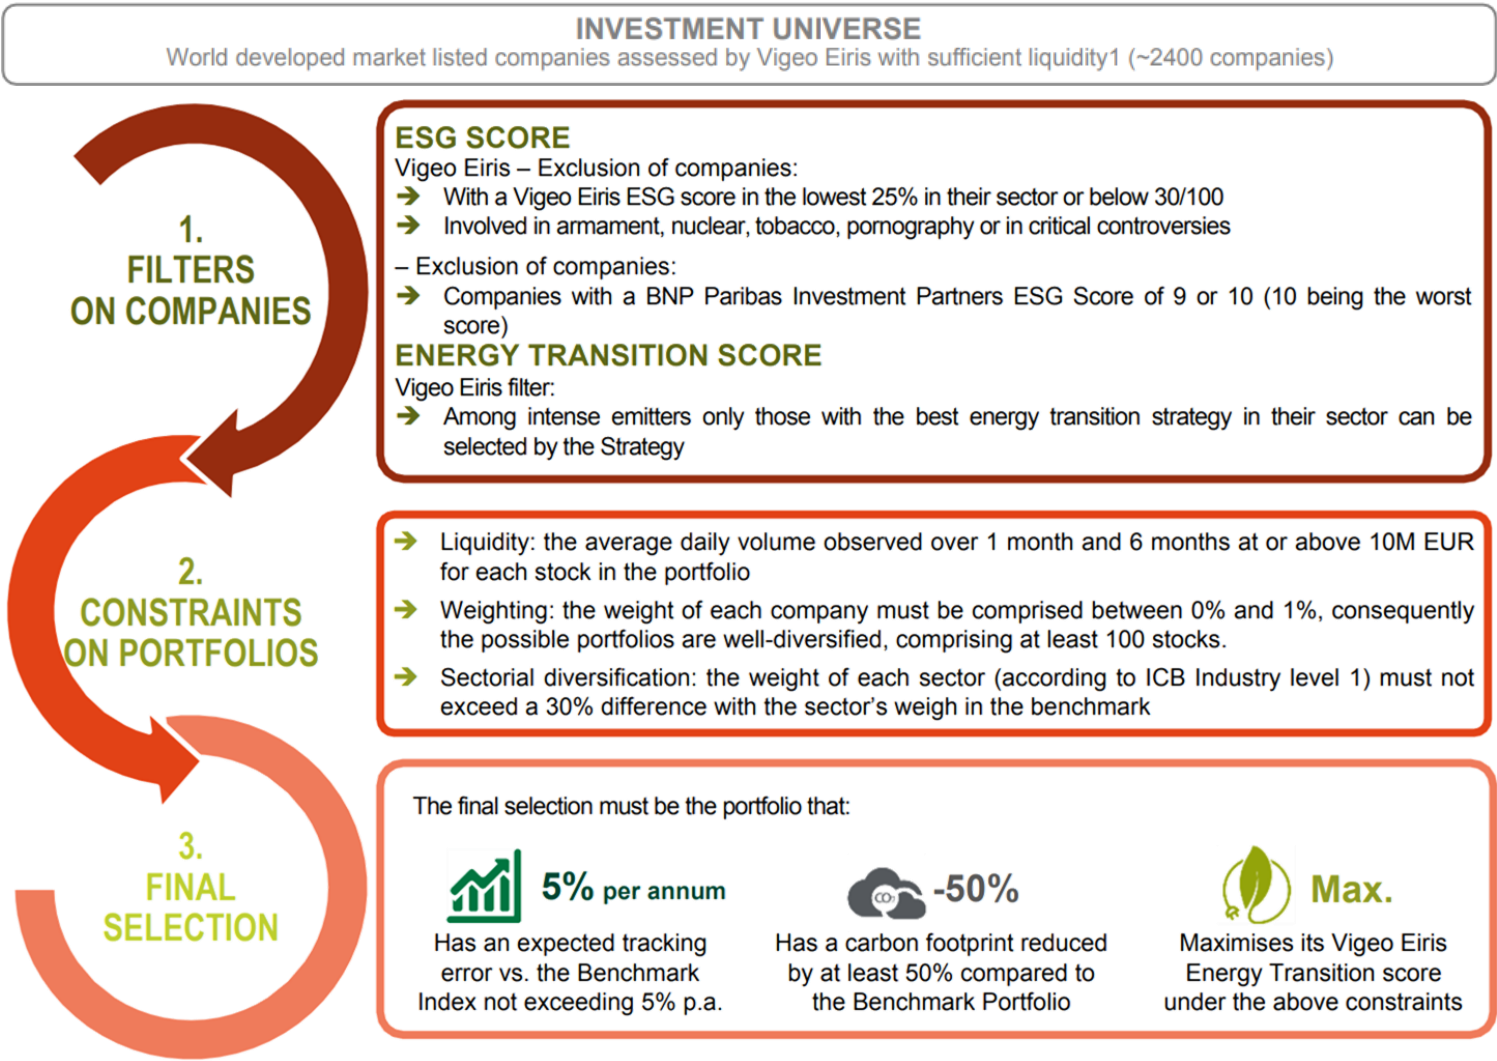 INVESTMENT UNIVERSE
World developed market listed companies assessed by Vigeo Eiris with sufficient liquidity1 (~2400 companies)
1.
FILTERS
ON COMPANIES
ESG SCORE
Vigeo Eiris – Exclusion of companies:
With a Vigeo Eiris ESG score in the lowest 25% in their sector or below 30/100
Involved in armament, nuclear, tobacco, pornography or in critical controversies
– Exclusion of companies:
Companies with a BNP Paribas Investment Partners ESG Score of 9 or 10 (10 being the worst
score)
ENERGY TRANSITION SCORE
Vigeo Eiris filter:
Among intense emitters only those with the best energy transition strategy in their sector can be
selected by the Strategy
2.
CONSTRAINTS
ON PORTFOLIOS
Liquidity: the average daily volume observed over 1 month and 6 months at or above 10M EUR
for each stock in the portfolio
Weighting: the weight of each company must be comprised between 0% and 1%, consequently
the possible portfolios are well-diversified, comprising at least 100 stocks.
Sectorial diversification: the weight of each sector (according to ICB Industry level 1) must not
exceed a 30% difference with the sector's weigh in the benchmark
3.
FINAL
SELECTION
The final selection must be the portfolio that:
5% per annum
Has an expected tracking
error vs. the Benchmark
Index not exceeding 5% p.a.
CO₂
-50%
Has a carbon footprint reduced
by at least 50% compared to
the Benchmark Portfolio
Max.
Maximises its Vigeo Eiris
Energy Transition score
under the above constraints